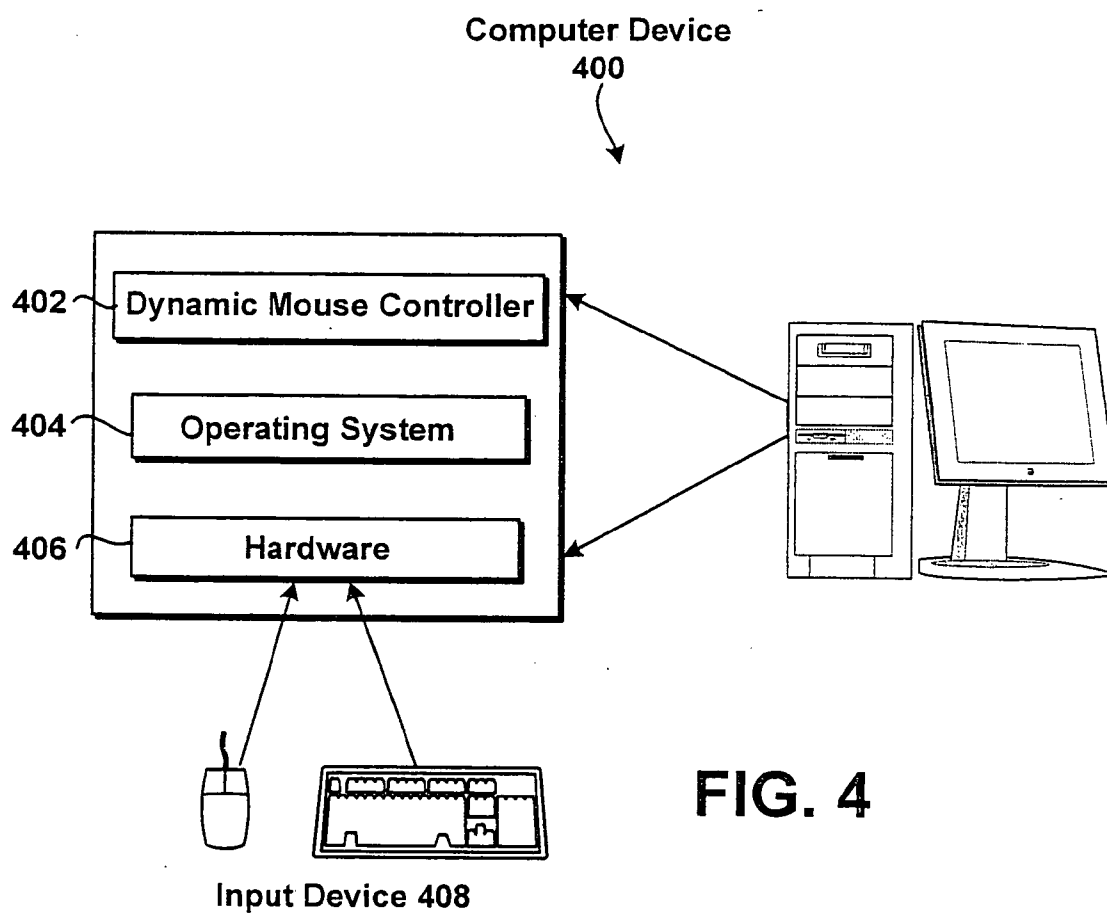 Computer Device
400
402
Dynamic Mouse Controller
404
Operating System
406
Hardware
FIG. 4
Input Device 408